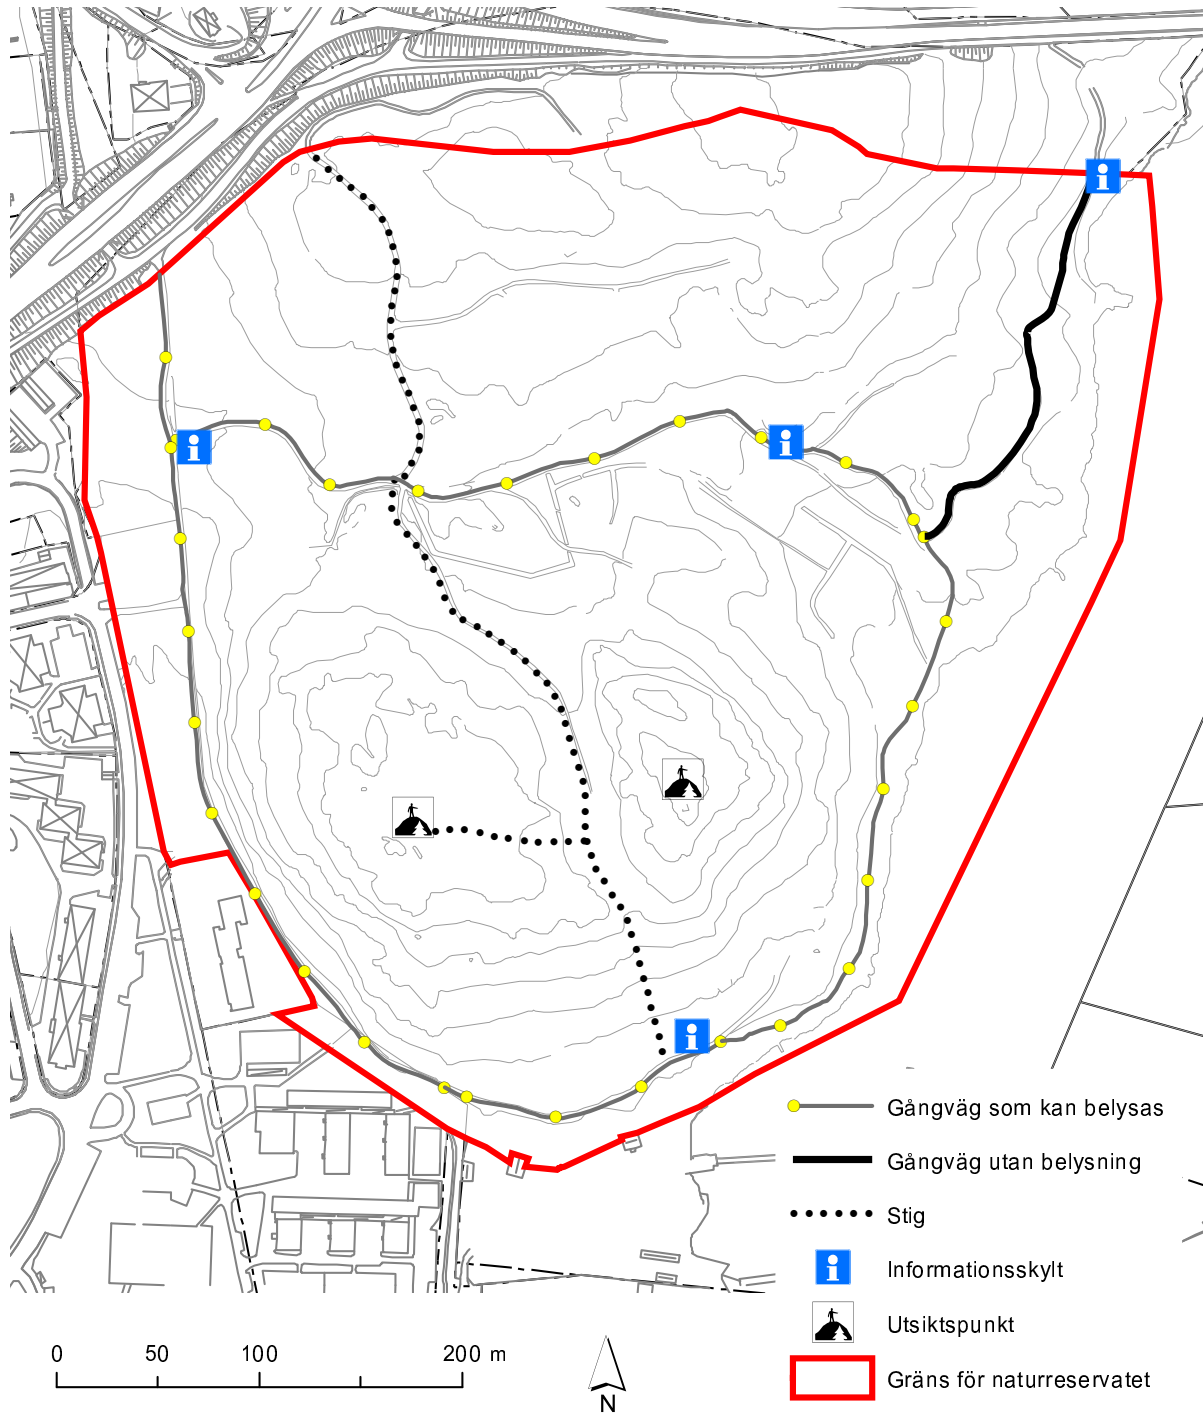 Gångväg som kan belysas
Gångväg utan belysning
Stig
Informationsskylt
Utsiktspunkt
Gräns för naturreservatet
0 50 100 200 m
N